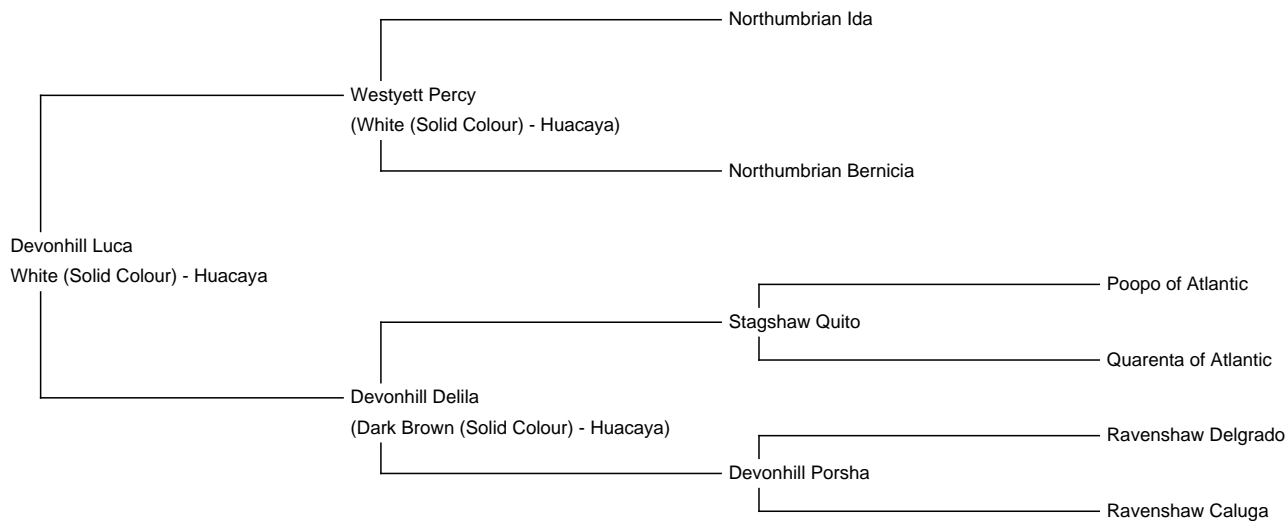 Northumbrian Ida
Westyett Percy
(White (Solid Colour) - Huacaya)
Northumbrian Bernicia
Devonhill Luca
White (Solid Colour) - Huacaya
Poopo of Atlantic
Stagshaw Quito
Quarenta of Atlantic
Devonhill Delila
(Dark Brown (Solid Colour) - Huacaya)
Ravenshaw Delgrado
Devonhill Porsha
Ravenshaw Caluga